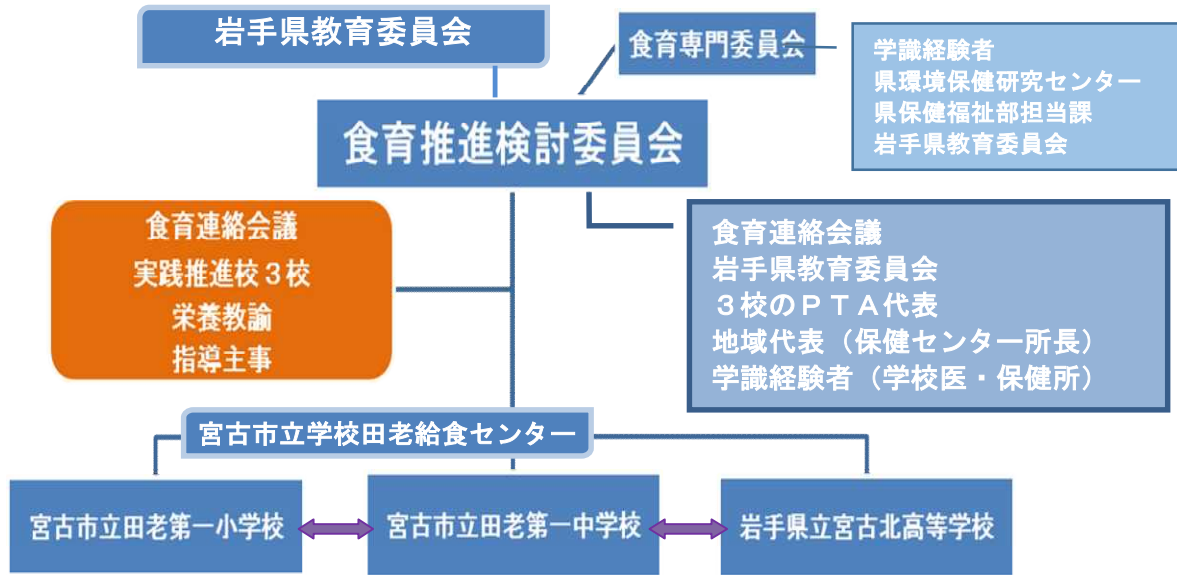 岩手県教育委員会
食育専門委員会
学識経験者
県環境保健研究センター
県保健福祉部担当課
岩手県教育委員会
食育推進検討委員会
食育連絡会議
実践推進校３校
栄養教諭
指導主事
食育連絡会議
岩手県教育委員会
３校のＰＴＡ代表
地域代表（保健センター所長）
学識経験者（学校医・保健所）
宮古市立学校田老給食センター
宮古市立田老第一小学校
宮古市立田老第一中学校
岩手県立宮古北高等学校